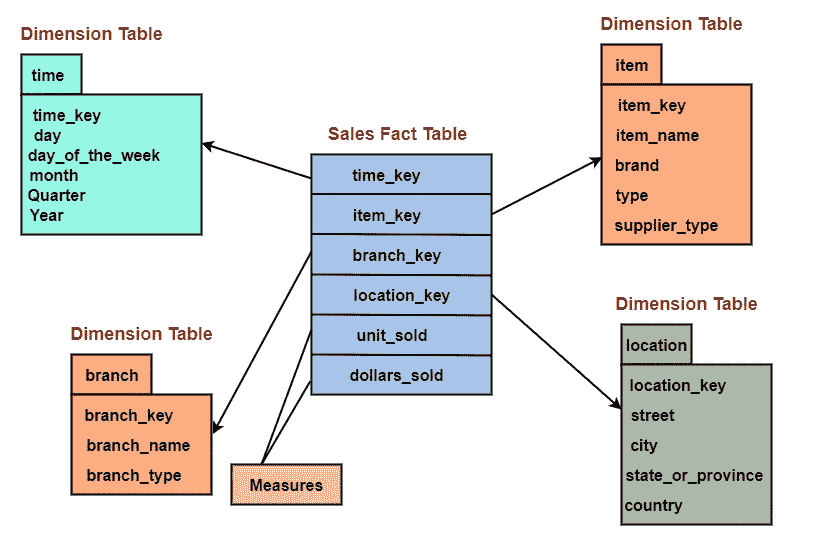 Dimension Table
time
time_key
day
day_of_the_week
month
Quarter
Year
Sales Fact Table
time_key
item_key
branch_key
location_key
unit_sold
dollars_sold
Dimension Table
item
item_key
item_name
brand
type
supplier_type
Dimension Table
branch
branch_key
branch_name
branch_type
Measures
Dimension Table
location
location_key
street
city
state_or_province
country